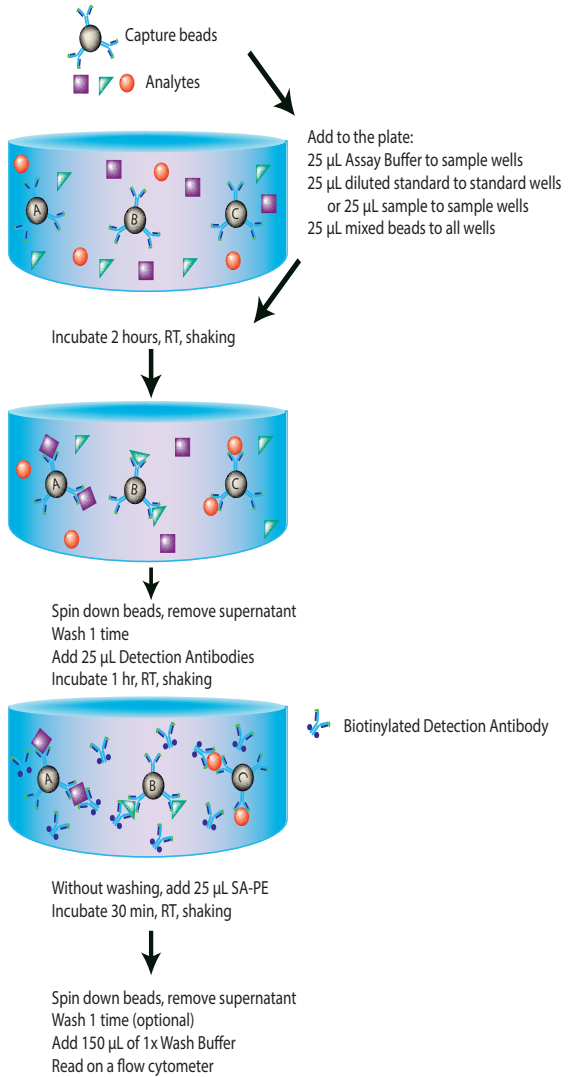 Capture beads
Analytes
Add to the plate:
25 µL Assay Buffer to sample wells
25 µL diluted standard to standard wells
or 25 µL sample to sample wells
25 µL mixed beads to all wells
A
B
C
Incubate 2 hours, RT, shaking
A
B
C
Spin down beads, remove supernatant
Wash 1 time
Add 25 µL Detection Antibodies
Incubate 1 hr, RT, shaking
Biotinylated Detection Antibody
A
B
C
Without washing, add 25 µL SA-PE
Incubate 30 min, RT, shaking
Spin down beads, remove supernatant
Wash 1 time (optional)
Add 150 µL of 1x Wash Buffer
Read on a flow cytometer